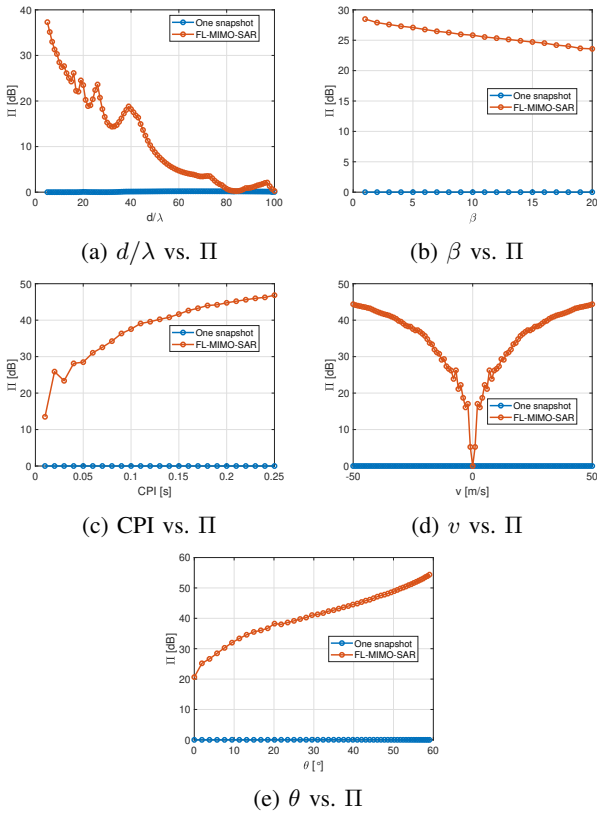 One snapshot
FL-MIMO-SAR
Π [dB]
40
30
20
10
0
0 20 40 60 80 100
d/λ
(a) d/λ vs. Π
One snapshot
FL-MIMO-SAR
Π [dB]
30
25
20
15
10
5
0
0 5 10 15 20
β
(b) β vs. Π
One snapshot
FL-MIMO-SAR
Π [dB]
50
40
30
20
10
0
0 0.05 0.1 0.15 0.2 0.25
CPI [s]
(c) CPI vs. Π
One snapshot
FL-MIMO-SAR
Π [dB]
50
40
30
20
10
0
-50 0 50
v [m/s]
(d) v vs. Π
One snapshot
FL-MIMO-SAR
Π [dB]
60
50
40
30
20
10
0
0 10 20 30 40 50 60
θ [°]
(e) θ vs. Π